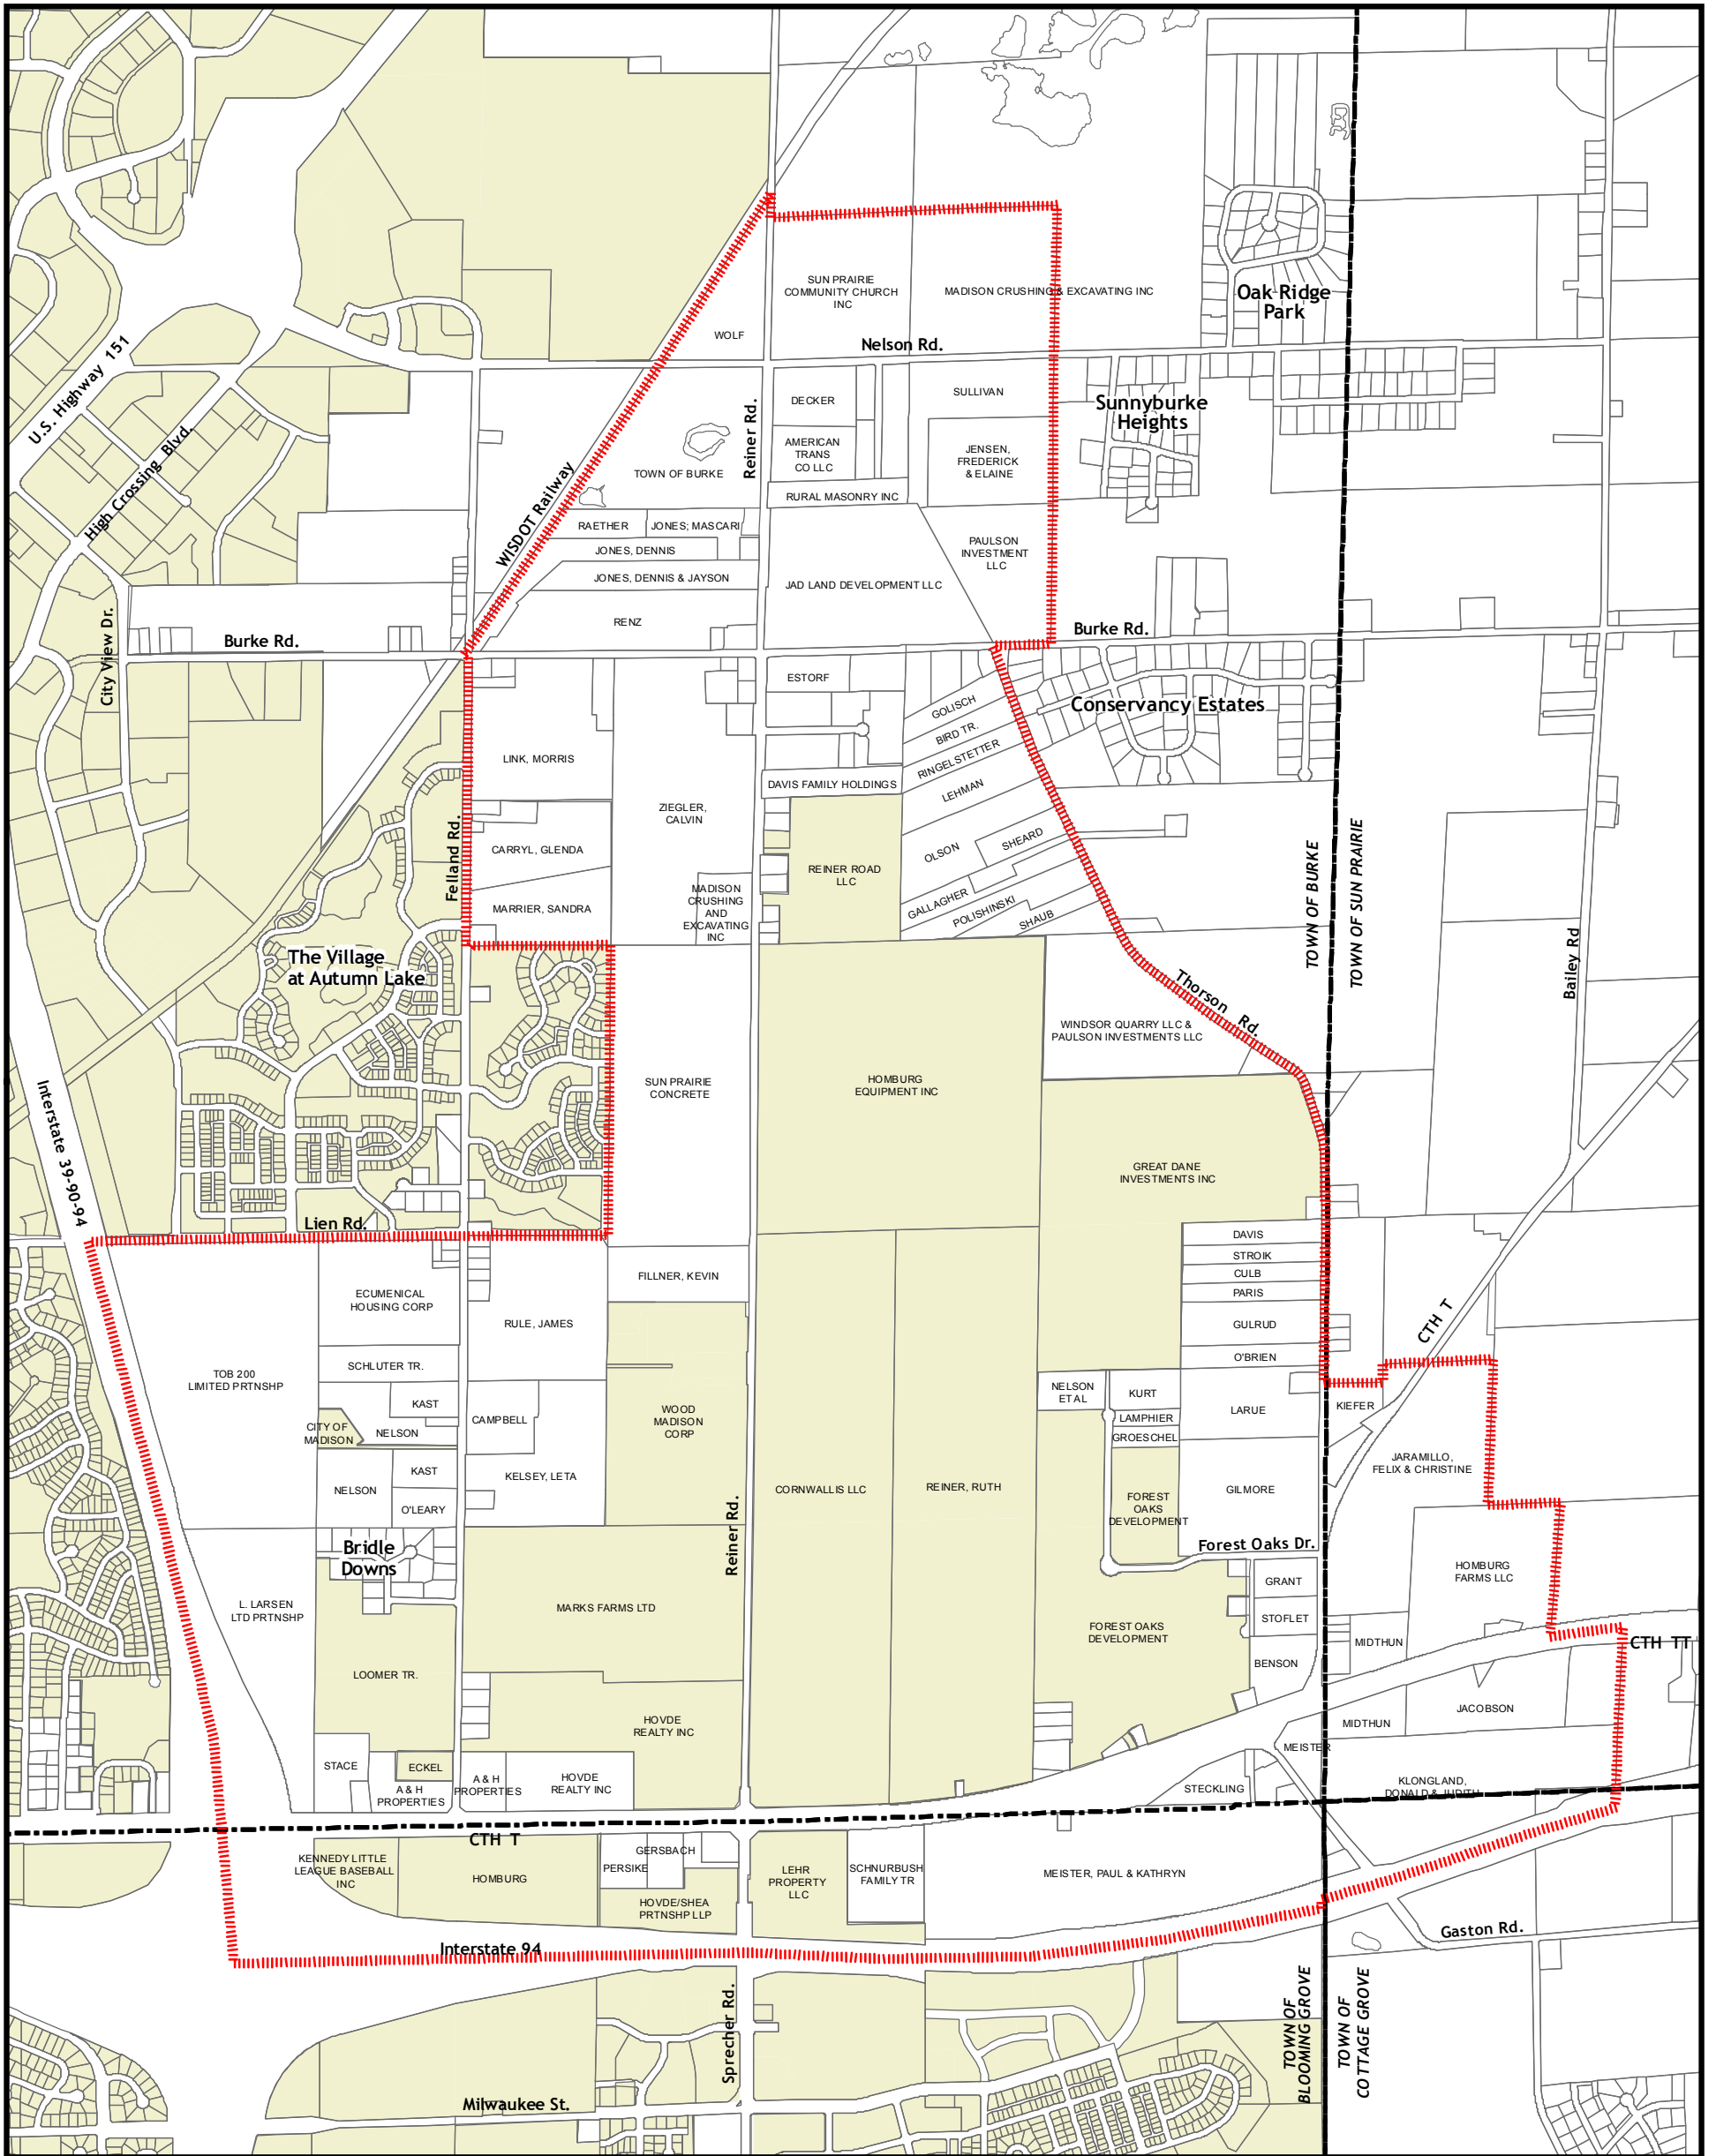 SUN PRAIRIE
COMMUNITY CHURCH
INC
MADISON CRUSHING & EXCAVATING INC
Oak Ridge
Park
WOLF
Nelson Rd.
U.S. Highway 151
High Crossing Blvd.
WISDOT Railway
Reiner Rd.
DECKER
SULLIVAN
Sunnyburke
Heights
AMERICAN
TRANS
CO LLC
JENSEN,
FREDERICK
& ELAINE
TOWN OF BURKE
RURAL MASONRY INC
RAETHER
JONES; MASCARI
JONES, DENNIS
JONES, DENNIS & JAYSON
PAULSON
INVESTMENT
LLC
JAD LAND DEVELOPMENT LLC
RENZ
City View Dr.
Burke Rd.
Burke Rd.
ESTORF
GOLISCH
BIRD TR.
RINGELSTETTER
LEHMAN
Conservancy Estates
LINK, MORRIS
DAVIS FAMILY HOLDINGS
ZIEGLER,
CALVIN
Felland Rd.
CARRYL, GLENDA
OLSON
SHEARD
REINER ROAD
LLC
GALLAGHER
POLISHINSKI
SHAUB
MARRIER, SANDRA
MADISON
CRUSHING
AND
EXCAVATING
INC
TOWN OF BURKE
TOWN OF SUN PRAIRIE
Bailey Rd
The Village
at Autumn Lake
Thorson Rd.
WINDSOR QUARRY LLC &
PAULSON INVESTMENTS LLC
Interstate 39-90-94
SUN PRAIRIE
CONCRETE
HOMBURG
EQUIPMENT INC
GREAT DANE
INVESTMENTS INC
Lien Rd.
DAVIS
STROIK
CULB
PARIS
GULRUD
O'BRIEN
FILLNER, KEVIN
ECUMENICAL
HOUSING CORP
RULE, JAMES
CTH T
SCHLUTER TR.
TOB 200
LIMITED PRTNSHP
KAST
CITY OF
MADISON
NELSON
CAMPBELL
WOOD
MADISON
CORP
NELSON
ET AL
KURT
LAMPHIER
GROESCHEL
LARUE
KIEFER
JARAMILLO,
FELIX & CHRISTINE
KAST
NELSON
O'LEARY
KELSEY, LETA
CORNWALLIS LLC
REINER, RUTH
FOREST
OAKS
DEVELOPMENT
GILMORE
Reiner Rd.
Bridle
Downs
Forest Oaks Dr.
HOMBURG
FARMS LLC
GRANT
STOFLET
L. LARSEN
LTD PRTNSHP
MARKS FARMS LTD
FOREST OAKS
DEVELOPMENT
MIDTHUN
CTH TT
BENSON
LOOMER TR.
JACOBSON
MIDTHUN
HOVDE
REALTY INC
MEISTER
STACE
ECKEL
A & H
PROPERTIES
A & H
PROPERTIES
HOVDE
REALTY INC
STECKLING
KLONGLAND,
DONALD & JUDITH
CTH T
KENNEDY LITTLE
LEAGUE BASEBALL
INC
HOMBURG
PERSIKE
GERSBACH
HOVDE/SHEA
PRTNSHP LLP
LEHR
PROPERTY
LLC
SCHNURBUSH
FAMILY TR
MEISTER, PAUL & KATHRYN
Interstate 94
Gaston Rd.
TOWN OF
BLOOMING GROVE
TOWN OF
COTTAGE GROVE
Sprecher Rd.
Milwaukee St.